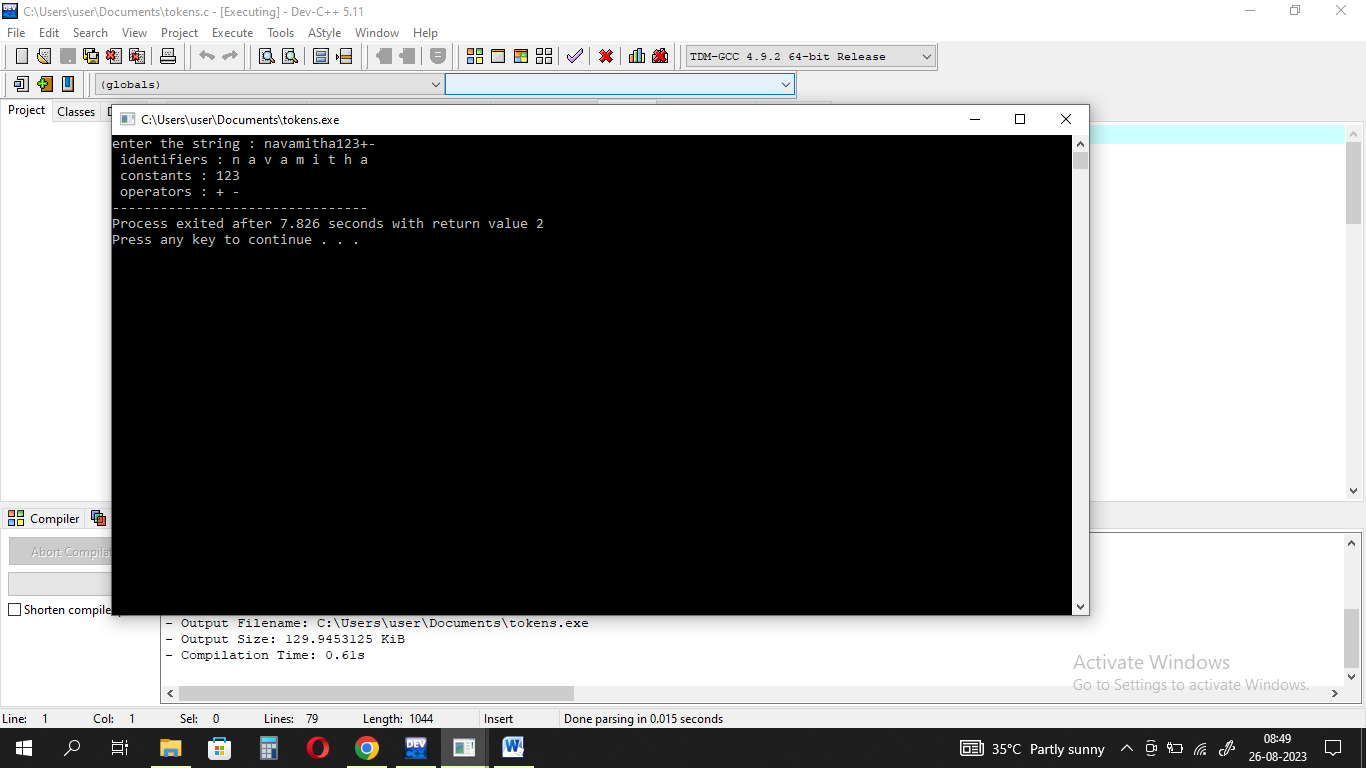 C:\Users\user\Documents\tokens.c - [Executing] - Dev-C++ 5.11
File Edit Search View Project Execute Tools AStyle Window Help
TDM-GCC 4.9.2 64-bit Release
(globals)
Project Classes
C:\Users\user\Documents\tokens.exe
enter the string : navamitha123+-
identifiers : n a v a m i t h a
constants : 123
operators : + -
--------------------------------
Process exited after 7.826 seconds with return value 2
Press any key to continue . . .
Compiler
Abort Compilat
Shorten compile
- Output Filename: C:\Users\user\Documents\tokens.exe
- Output Size: 129.9453125 KiB
- Compilation Time: 0.61s
Activate Windows
Go to Settings to activate Windows.
Line: 1 Col: 1 Sel: 0 Lines: 79 Length: 1044 Insert Done parsing in 0.015 seconds
35°C Partly sunny
08:49
26-08-2023